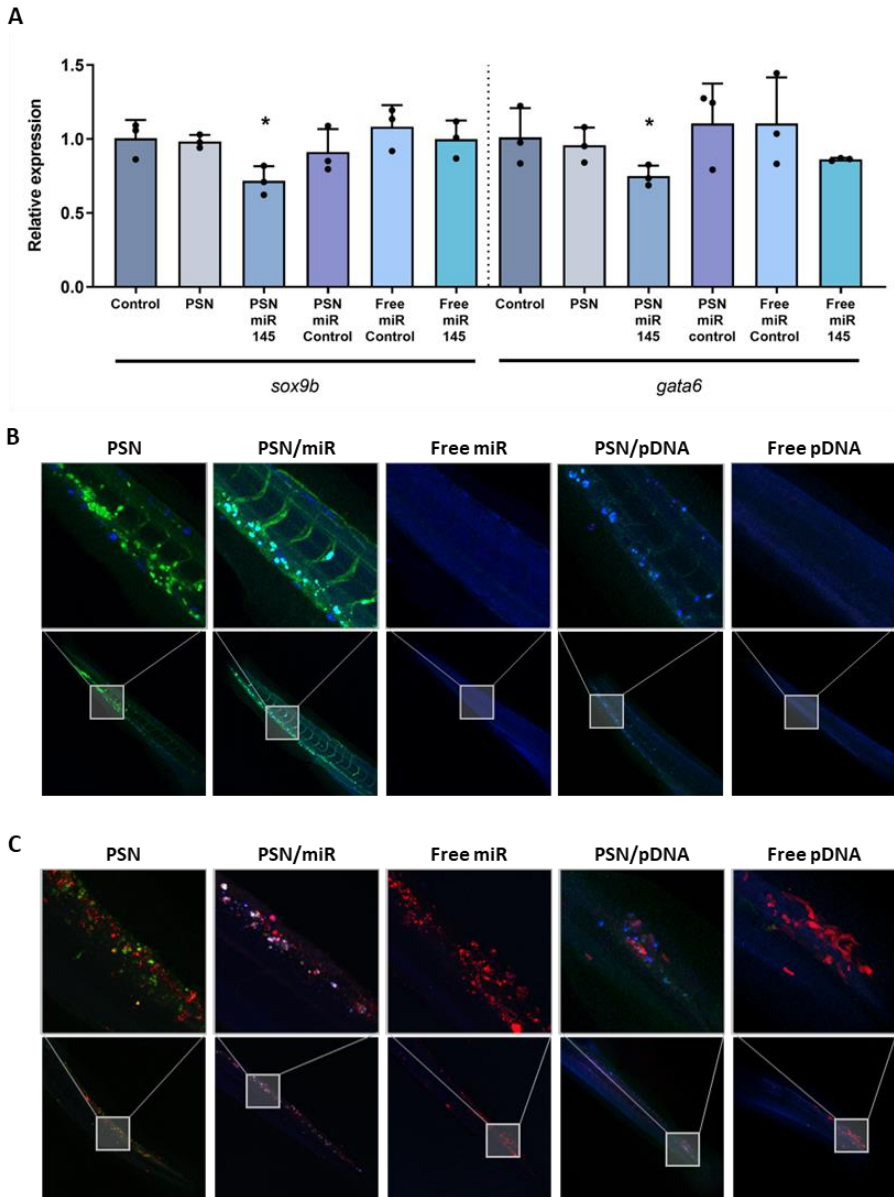 A
Relative expression
1.5
1.0
0.5
0.0
*
*
Control
PSN
PSN
miR
145
PSN
miR
Control
Free
miR
Control
Free
miR
145
Control
PSN
PSN
miR
145
PSN
miR
control
Free
miR
Control
Free
miR
145
sox9b
gata6
B
PSN
PSN/miR
Free miR
PSN/pDNA
Free pDNA
C
PSN
PSN/miR
Free miR
PSN/pDNA
Free pDNA